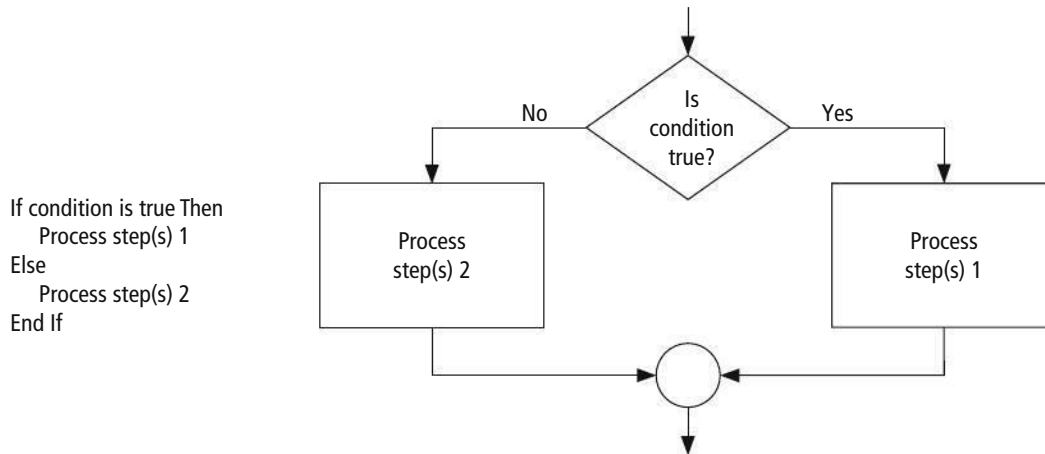 If condition is true Then
Process step(s) 1
Else
Process step(s) 2
End If
No
Is
condition
true?
Yes
Process
step(s) 2
Process
step(s) 1